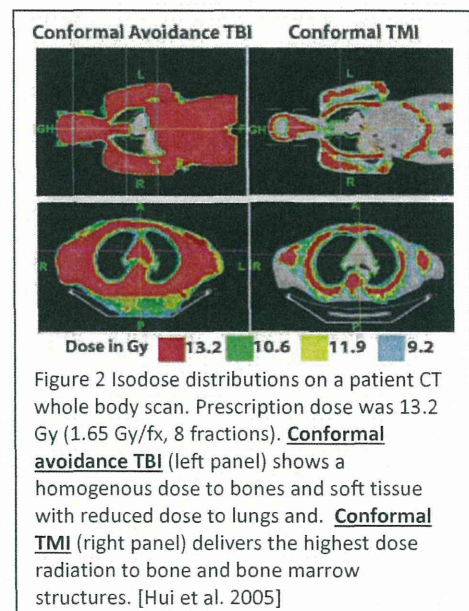 Conformal Avoidance TBI Conformal TMI
L L
GH F GH
R R
A A
R L R
P P
Dose in Gy 13.2 10.6 11.9 9.2
Figure 2 Isodose distributions on a patient CT
whole body scan. Prescription dose was 13.2
Gy (1.65 Gy/fx, 8 fractions). Conformal
avoidance TBI (left panel) shows a
homogenous dose to bones and soft tissue
with reduced dose to lungs and. Conformal
TMI (right panel) delivers the highest dose
radiation to bone and bone marrow
structures. [Hui et al. 2005]